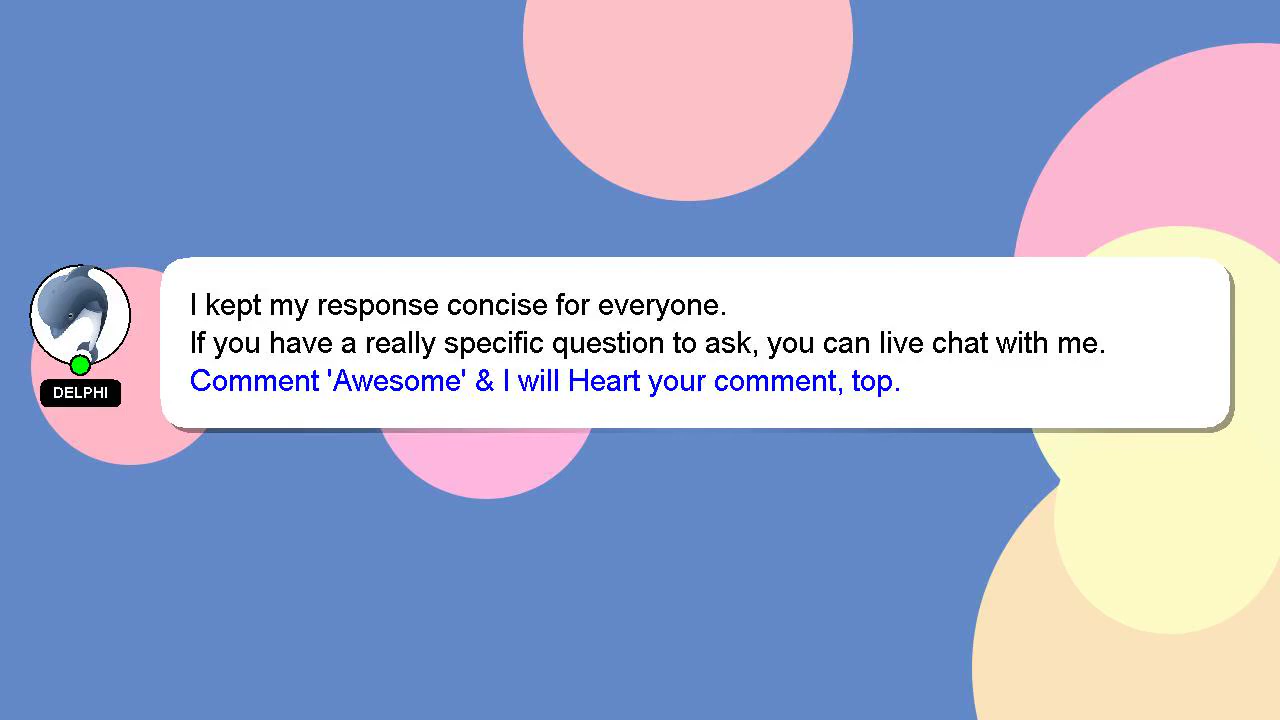 I kept my response concise for everyone.
If you have a really specific question to ask, you can live chat with me.
Comment 'Awesome' & I will Heart your comment, top.
DELPHI